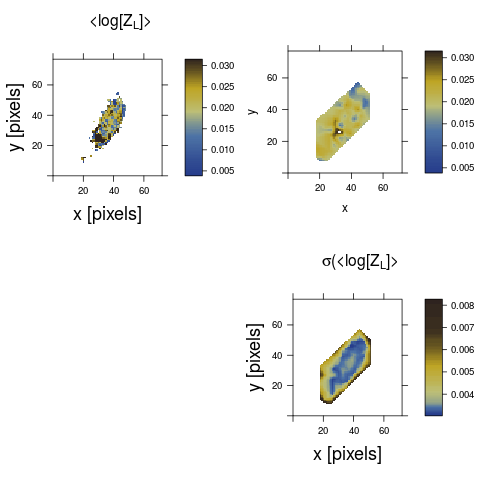 <log[Z_L]>
0.030
0.025
0.020
0.015
0.010
0.005
60
40
20
20 40 60
y [pixels]
x [pixels]
0.030
0.025
0.020
0.015
0.010
0.005
60
40
20
20 40 60
y
x
σ(<log[Z_L]>
0.008
0.007
0.006
0.005
0.004
60
40
20
20 40 60
y [pixels]
x [pixels]